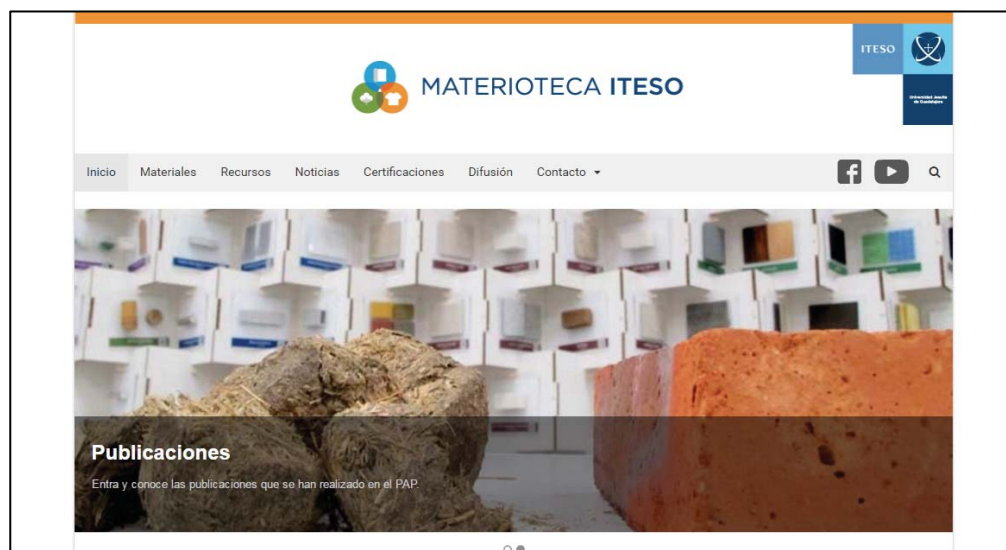 ITESO
Universidad Jesuita
de Guadalajara
MATERIOTECA ITESO
Inicio Materiales Recursos Noticias Certificaciones Difusión Contacto
Publicaciones
Entra y conoce las publicaciones que se han realizado en el PAP.